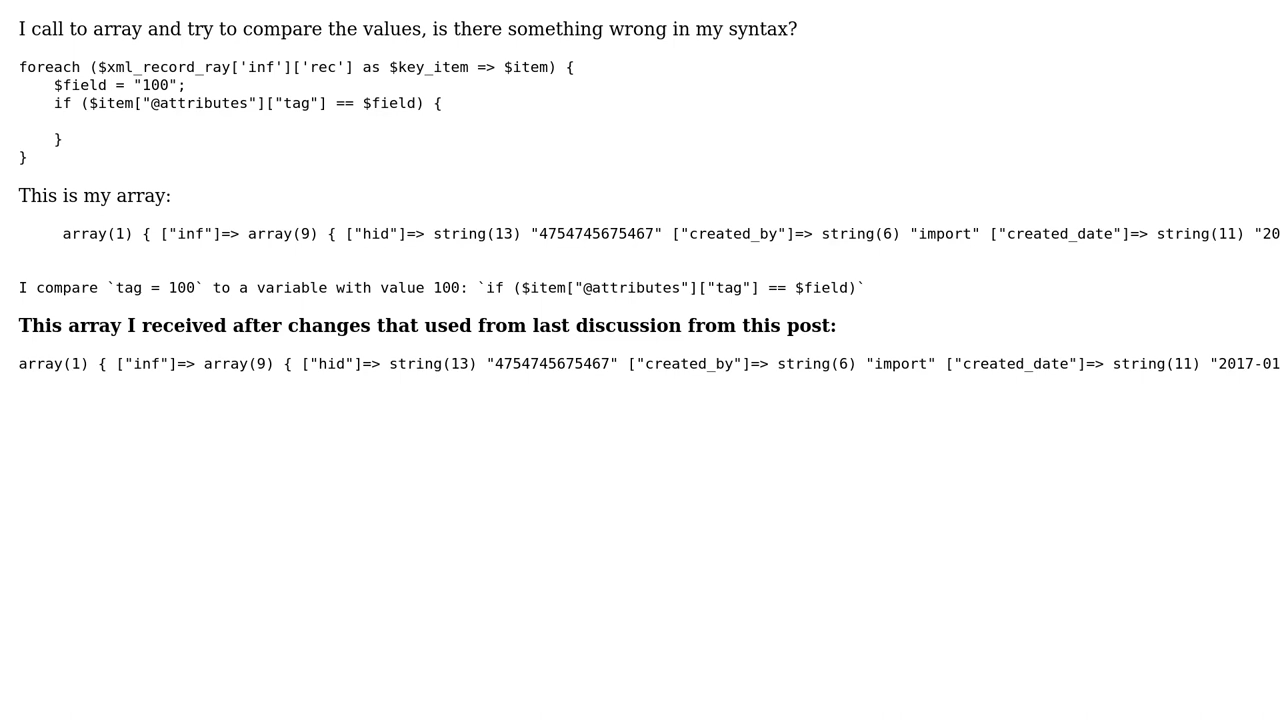 I call to array and try to compare the values, is there something wrong in my syntax?
foreach ($xml_record_ray['inf']['rec'] as $key_item => $item) {
    $field = "100";
    if ($item["@attributes"]["tag"] == $field) {
    }
}
This is my array:
array(1) { ["inf"]=> array(9) { ["hid"]=> string(13) "4754745675467" ["created_by"]=> string(6) "import" ["created_date"]=> string(11) "20
I compare `tag = 100` to a variable with value 100: `if ($item["@attributes"]["tag"] == $field)`
This array I received after changes that used from last discussion from this post:
array(1) { ["inf"]=> array(9) { ["hid"]=> string(13) "4754745675467" ["created_by"]=> string(6) "import" ["created_date"]=> string(11) "2017-01